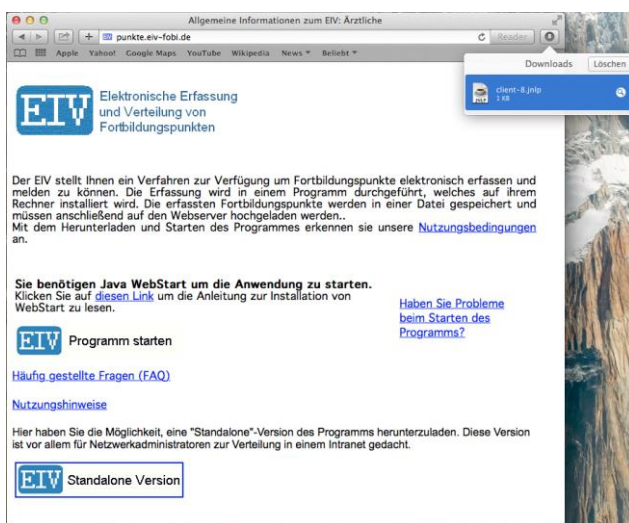 Allgemeine Informationen zum EIV: Ärztliche
punkte.eiv-fobi.de
Reader
Apple Yahoo! Google Maps YouTube Wikipedia News Beliebt
Downloads Löschen
client-8.jnlp
1 KB
JNLP
EIV
Elektronische Erfassung
und Verteilung von
Fortbildungspunkten
Der EIV stellt Ihnen ein Verfahren zur Verfügung um Fortbildungspunkte elektronisch erfassen und
melden zu können. Die Erfassung wird in einem Programm durchgeführt, welches auf ihrem
Rechner installiert wird. Die erfassten Fortbildungspunkte werden in einer Datei gespeichert und
müssen anschließend auf den Webserver hochgeladen werden..
Mit dem Herunterladen und Starten des Programmes erkennen sie unsere Nutzungsbedingungen
an.
Sie benötigen Java WebStart um die Anwendung zu starten.
Klicken Sie auf diesen Link um die Anleitung zur Installation von
WebStart zu lesen.
Haben Sie Probleme
beim Starten des
Programms?
EIV Programm starten
Häufig gestellte Fragen (FAQ)
Nutzungshinweise
Hier haben Sie die Möglichkeit, eine "Standalone"-Version des Programms herunterzuladen. Diese Version
ist vor allem für Netzwerkadministratoren zur Verteilung in einem Intranet gedacht.
EIV Standalone Version